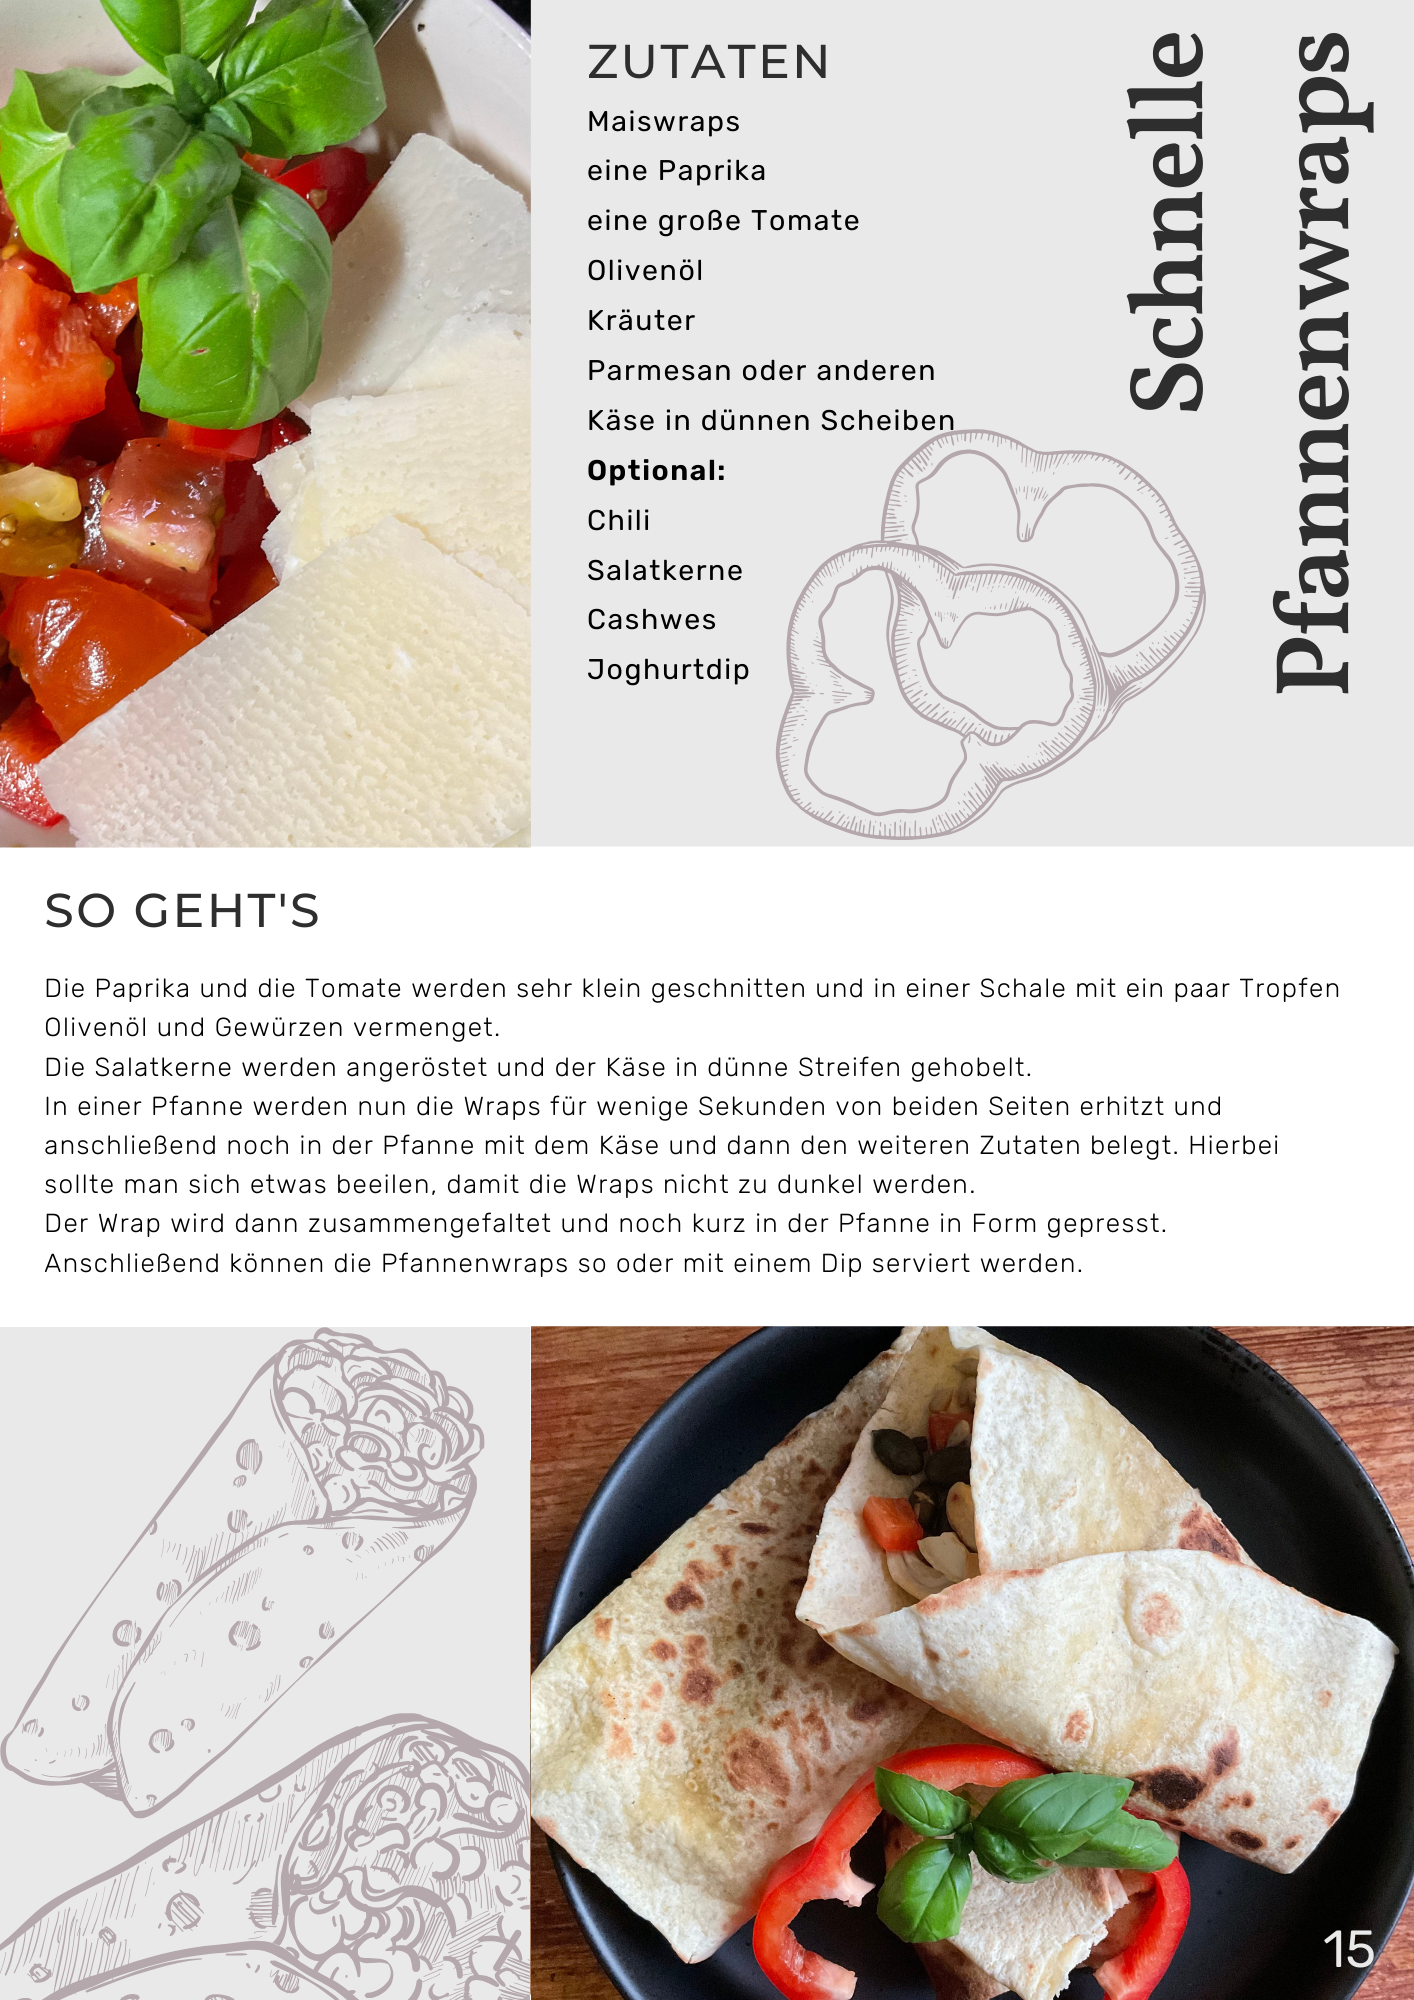 Schnelle
Pfannenwraps
ZUTATEN
Maiswraps
eine Paprika
eine große Tomate
Olivenöl
Kräuter
Parmesan oder anderen
Käse in dünnen Scheiben
Optional:
Chili
Salatkerne
Cashwes
Joghurtdip
SO GEHT'S
Die Paprika und die Tomate werden sehr klein geschnitten und in einer Schale mit ein paar Tropfen
Olivenöl und Gewürzen vermenget.
Die Salatkerne werden angeröstet und der Käse in dünne Streifen gehobelt.
In einer Pfanne werden nun die Wraps für wenige Sekunden von beiden Seiten erhitzt und
anschließend noch in der Pfanne mit dem Käse und dann den weiteren Zutaten belegt. Hierbei
sollte man sich etwas beeilen, damit die Wraps nicht zu dunkel werden.
Der Wrap wird dann zusammengefaltet und noch kurz in der Pfanne in Form gepresst.
Anschließend können die Pfannenwraps so oder mit einem Dip serviert werden.
15